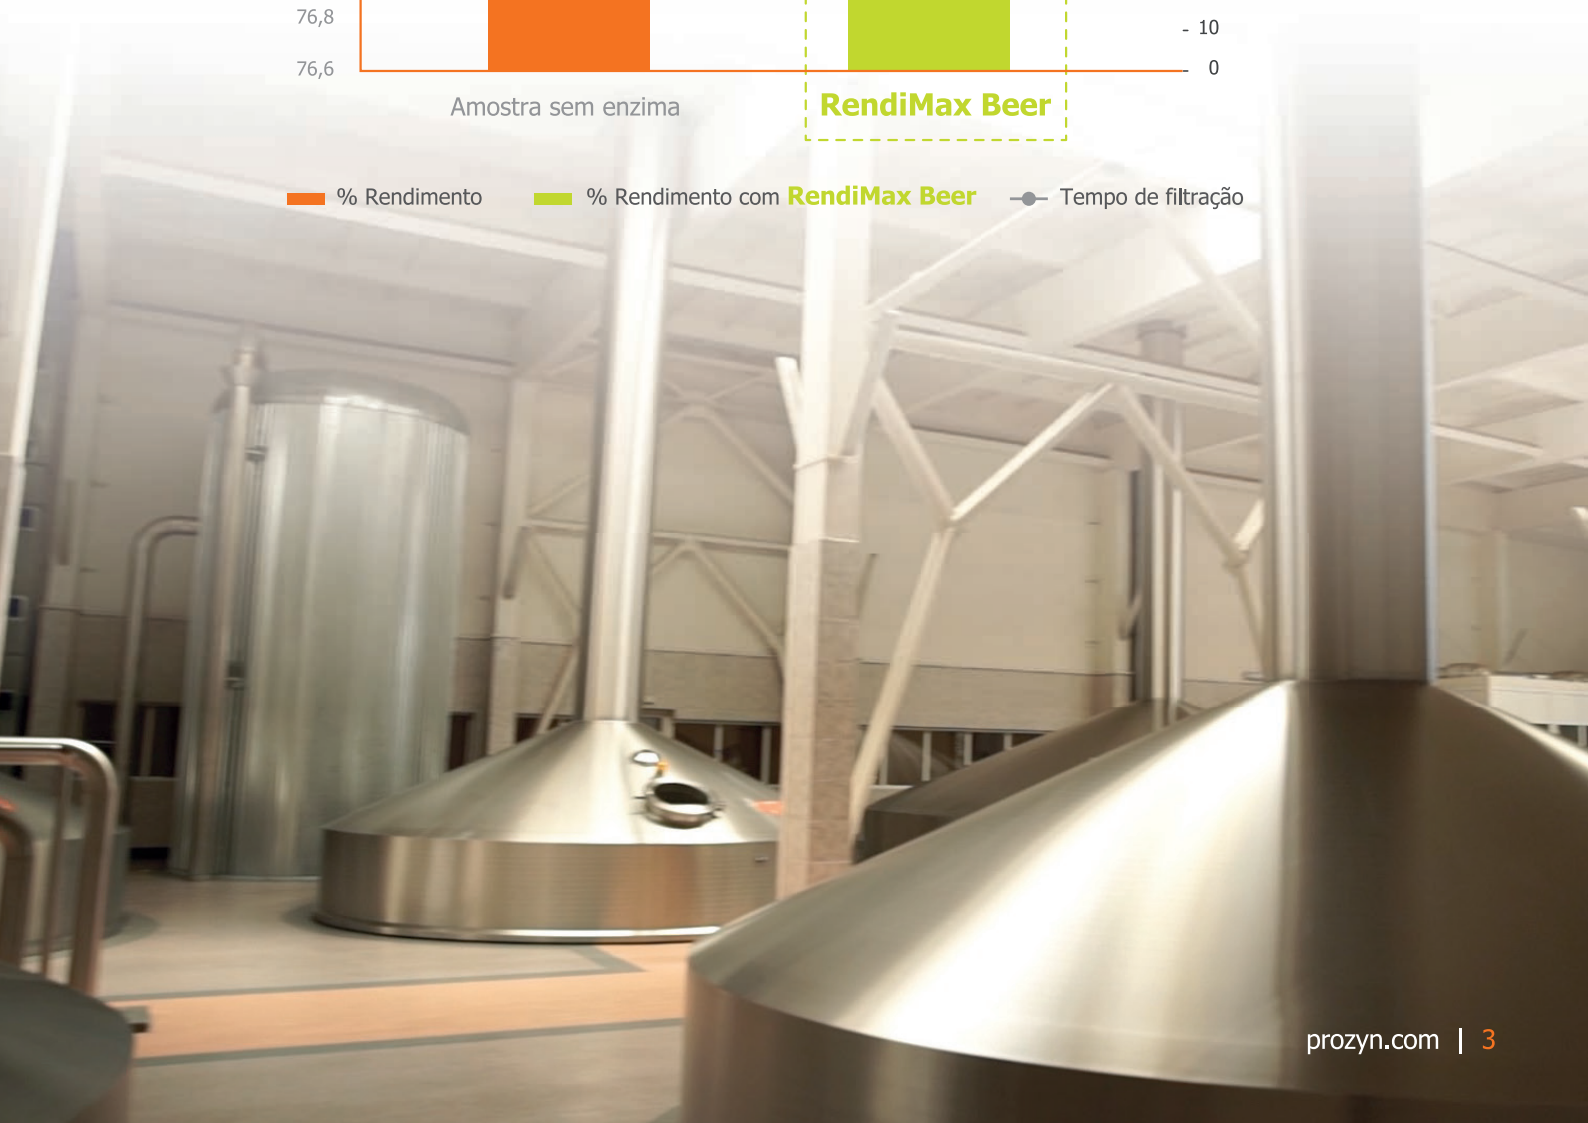 76,8
10
76,6
0
Amostra sem enzima
RendiMax Beer
% Rendimento
% Rendimento com RendiMax Beer
Tempo de filtração
prozyn.com | 3